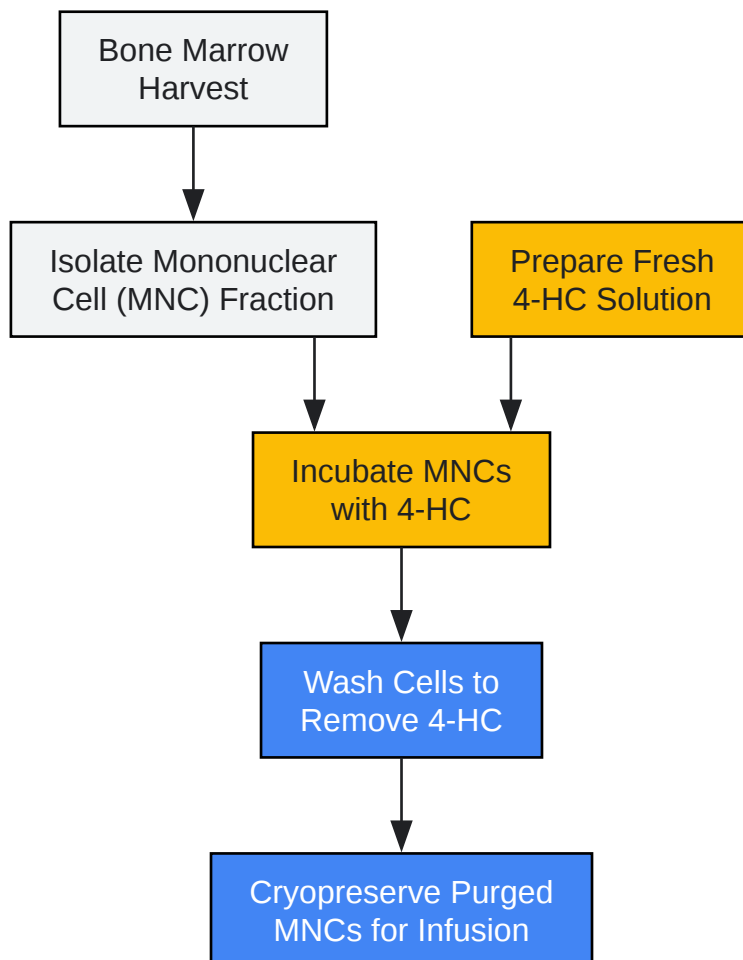 Bone Marrow
Harvest
Isolate Mononuclear
Cell (MNC) Fraction
Prepare Fresh
4-HC Solution
Incubate MNCs
with 4-HC
Wash Cells to
Remove 4-HC
Cryopreserve Purged
MNCs for Infusion